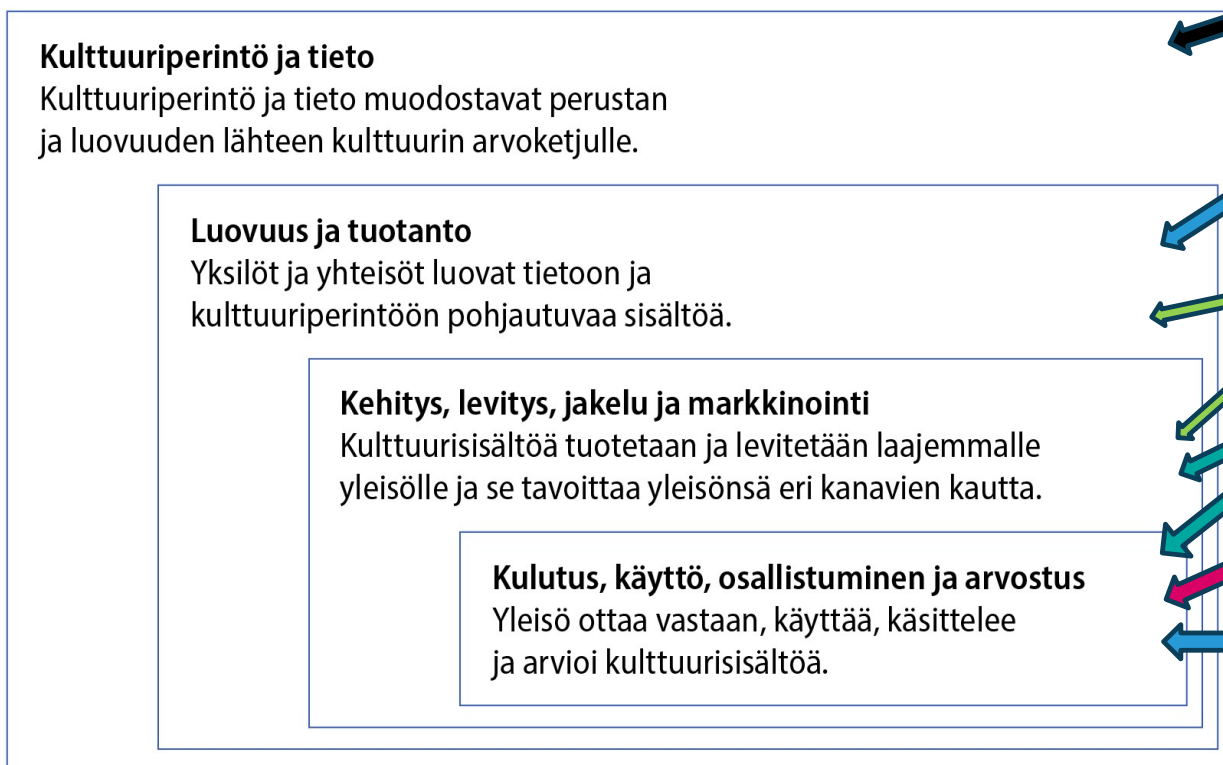 Kulttuuriperintö ja tieto
Kulttuuriperintö ja tieto muodostavat perustan
ja luovuuden lähteen kulttuurin arvoketjulle.
Luovuus ja tuotanto
Yksilöt ja yhteisöt luovat tietoon ja
kulttuuriperintöön pohjautuvaa sisältöä.
Kehitys, levitys, jakelu ja markkinointi
Kulttuurisisältöä tuotetaan ja levitetään laajemmalle
yleisölle ja se tavoittaa yleisönsä eri kanavien kautta.
Kulutus, käyttö, osallistuminen ja arvostus
Yleisö ottaa vastaan, käyttää, käsittelee
ja arvioi kulttuurisisältöä.